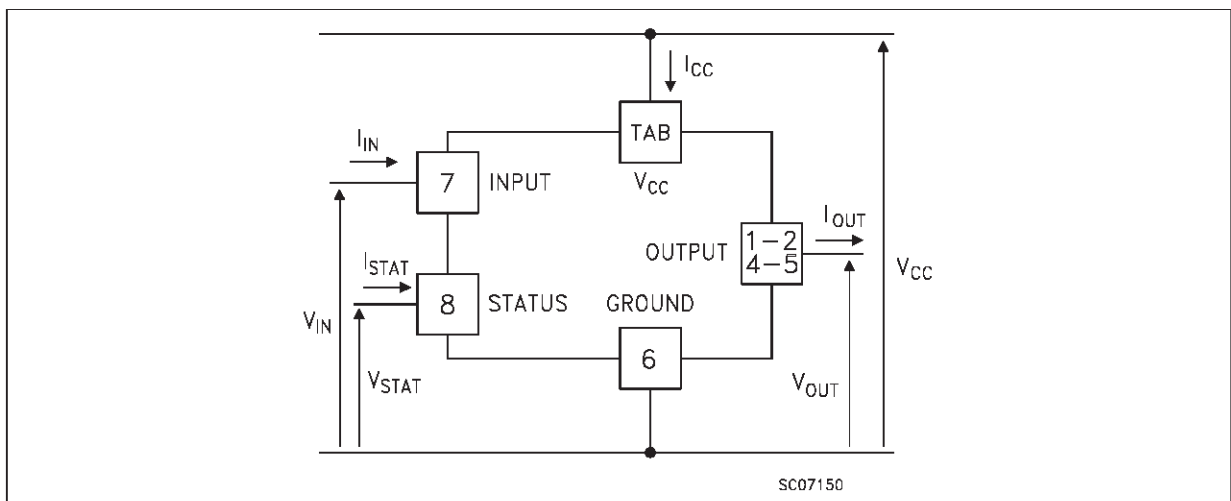 I_CC
TAB
V_CC
I_IN
7 INPUT
I_OUT
OUTPUT
1-2
4-5
V_CC
I_STAT
8 STATUS
GROUND
6
V_IN
V_STAT
V_OUT
SC07150